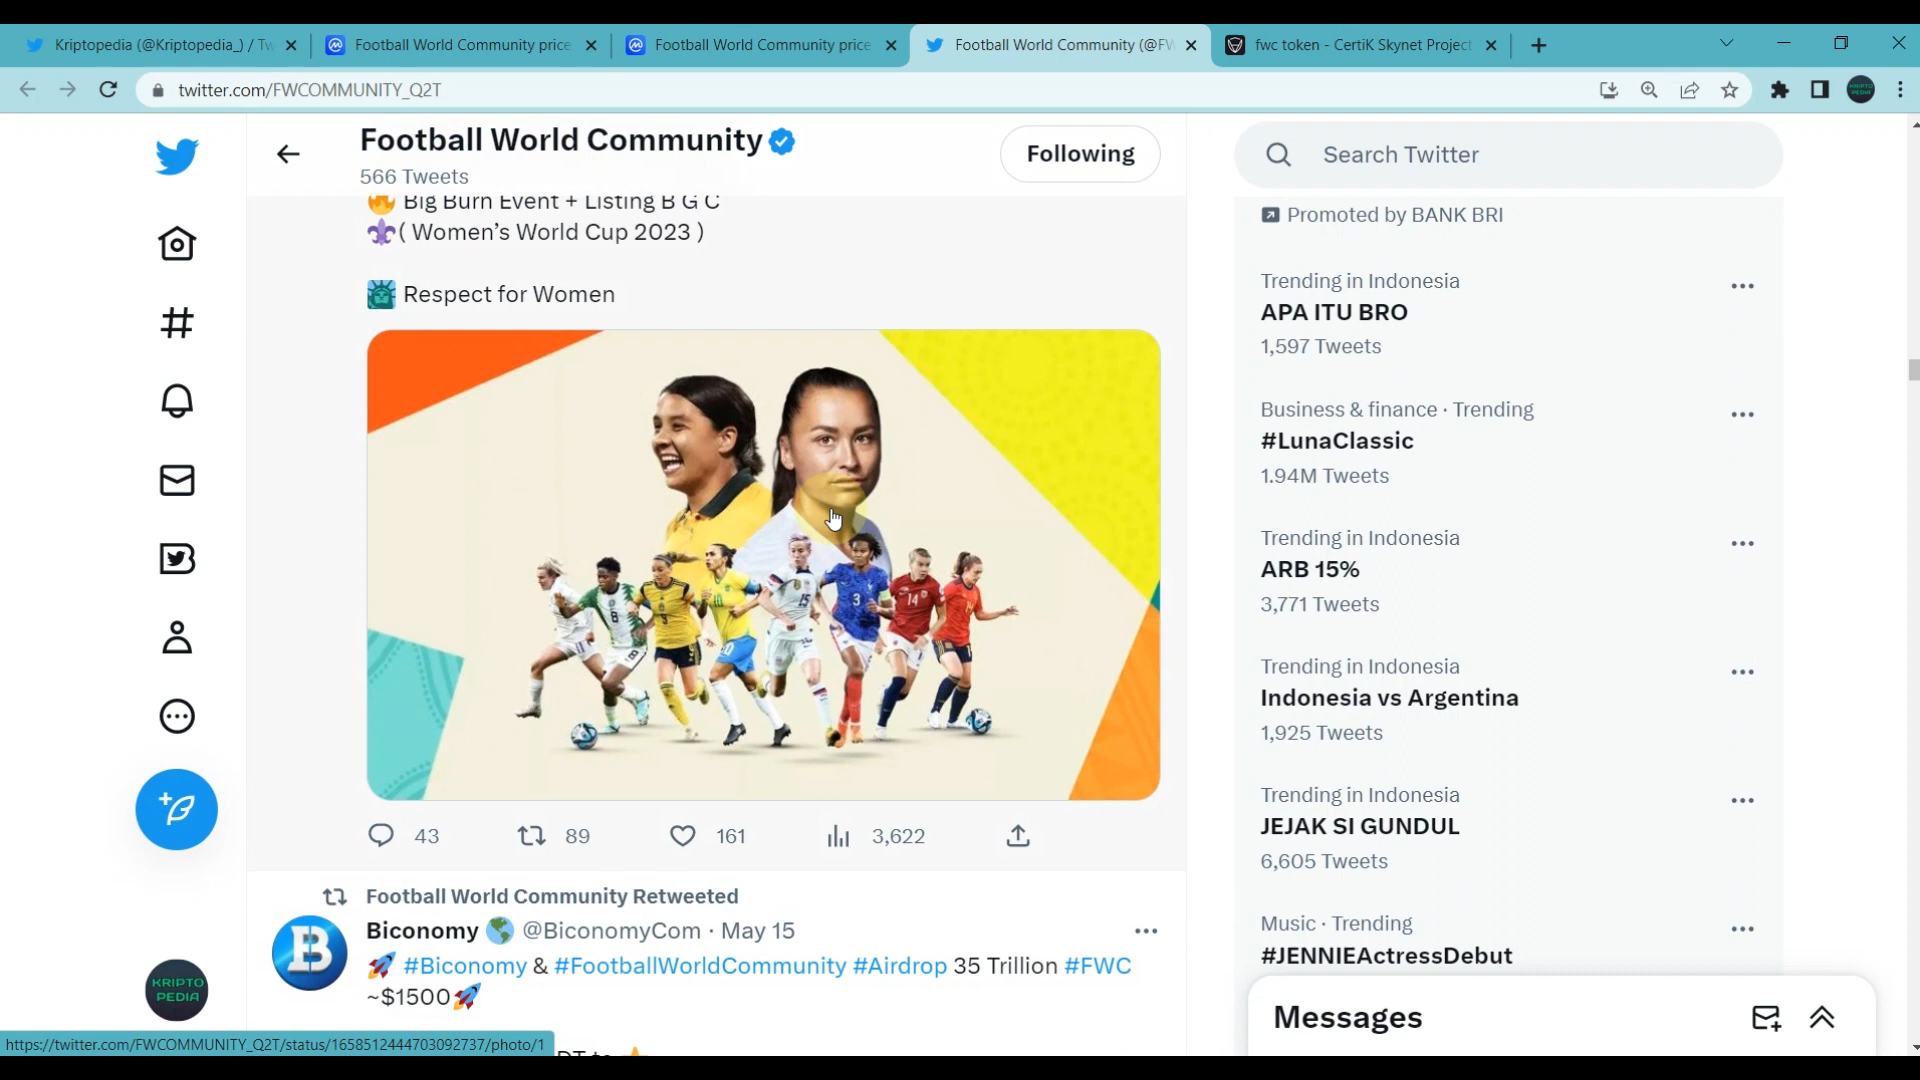 Kriptopedia (@Kriptopedia_) / Tw
Football World Community price
Football World Community price
Football World Community (@FW
fwc token - CertiK Skynet Project
twitter.com/FWCOMMUNITY_Q2T
Football World Community
566 Tweets
Following
Search Twitter
Big Burn Event + Listing B G C
( Women’s World Cup 2023 )
Respect for Women
43
89
161
3,622
Football World Community Retweeted
Biconomy @BiconomyCom · May 15
#Biconomy & #FootballWorldCommunity #Airdrop 35 Trillion #FWC
~$1500
Promoted by BANK BRI
Trending in Indonesia
APA ITU BRO
1,597 Tweets
Business & finance · Trending
#LunaClassic
1.94M Tweets
Trending in Indonesia
ARB 15%
3,771 Tweets
Trending in Indonesia
Indonesia vs Argentina
1,925 Tweets
Trending in Indonesia
JEJAK SI GUNDUL
6,605 Tweets
Music · Trending
#JENNIEActressDebut
Messages
KRIPTO
PEDIA
https://twitter.com/FWCOMMUNITY_Q2T/status/1658512444703092737/photo/1